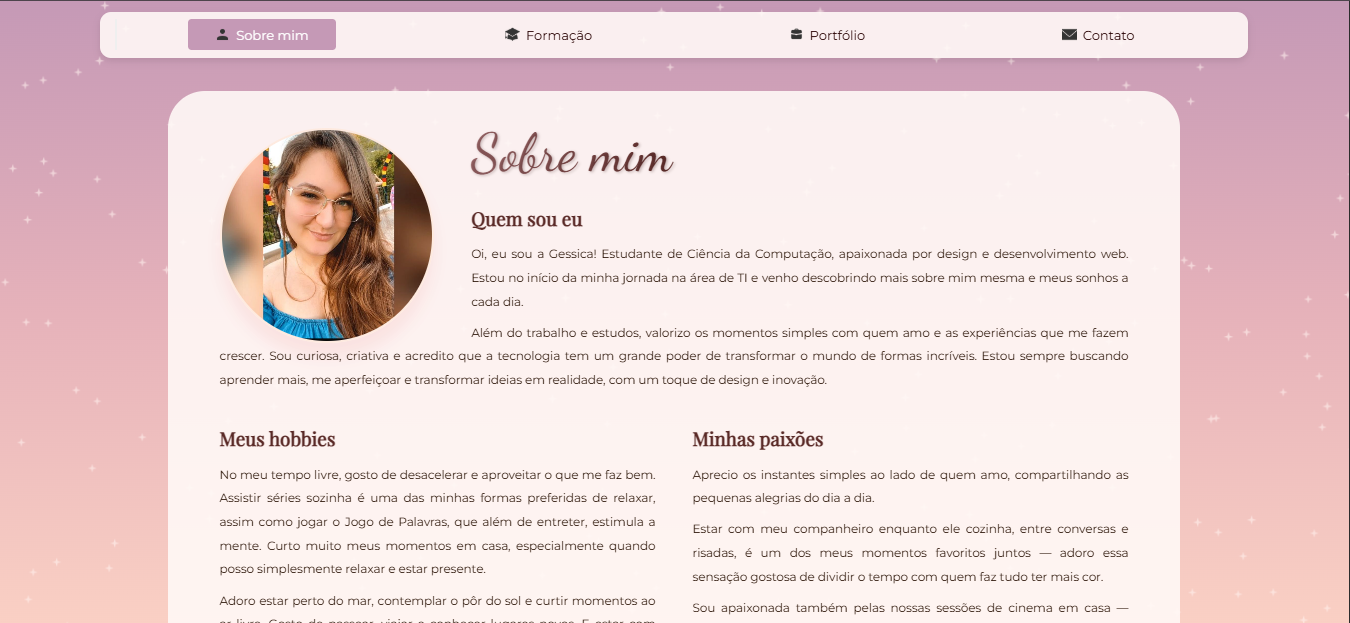 Sobre mim
Formação
Portfólio
Contato
Sobre mim
Quem sou eu
Oi, eu sou a Gessica! Estudante de Ciência da Computação, apaixonada por design e desenvolvimento web.
Estou no início da minha jornada na área de TI e venho descobrindo mais sobre mim mesma e meus sonhos a
cada dia.
Além do trabalho e estudos, valorizo os momentos simples com quem amo e as experiências que me fazem
crescer. Sou curiosa, criativa e acredito que a tecnologia tem um grande poder de transformar o mundo de formas incríveis. Estou sempre buscando
aprender mais, me aperfeiçoar e transformar ideias em realidade, com um toque de design e inovação.
Meus hobbies
No meu tempo livre, gosto de desacelerar e aproveitar o que me faz bem.
Assistir séries sozinha é uma das minhas formas preferidas de relaxar,
assim como jogar o Jogo de Palavras, que além de entreter, estimula a
mente. Curto muito meus momentos em casa, especialmente quando
posso simplesmente relaxar e estar presente.
Adoro estar perto do mar, contemplar o pôr do sol e curtir momentos ao
Minhas paixões
Aprecio os instantes simples ao lado de quem amo, compartilhando as
pequenas alegrias do dia a dia.
Estar com meu companheiro enquanto ele cozinha, entre conversas e
risadas, é um dos meus momentos favoritos juntos — adoro essa
sensação gostosa de dividir o tempo com quem faz tudo ter mais cor.
Sou apaixonada também pelas nossas sessões de cinema em casa —